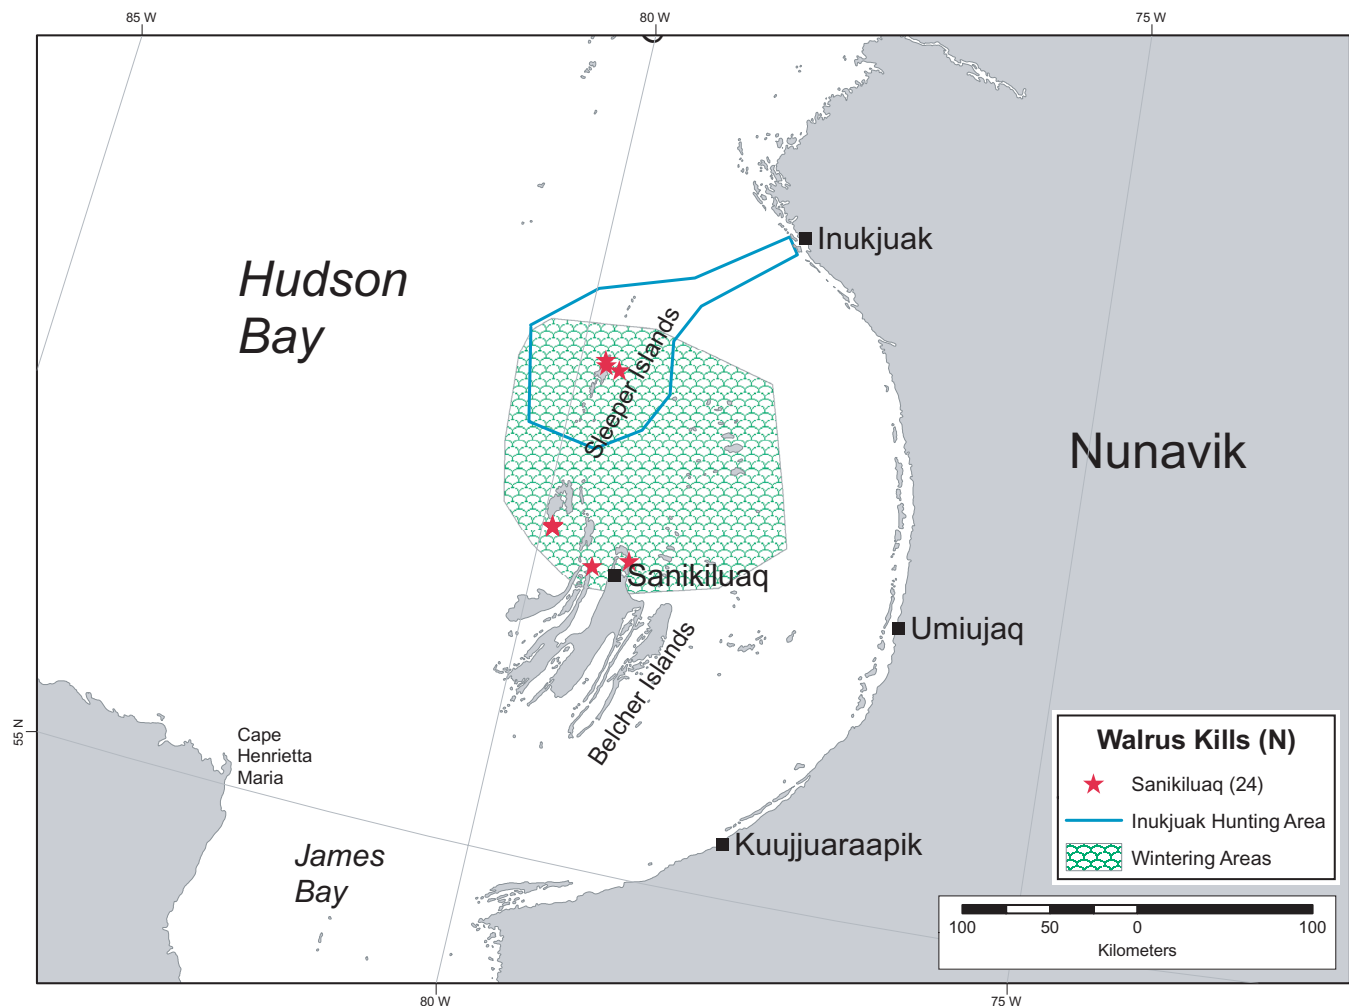 85 W
80 W
75 W
Hudson
Bay
Inukjuak
Sleeper Islands
Nunavik
Sanikiluaq
Umiujaq
Belcher Islands
55 N
Cape
Henrietta
Maria
James
Bay
Kuujjuaraapik
Walrus Kills (N)
Sanikiluaq (24)
Inukjuak Hunting Area
Wintering Areas
100 50 0 100
Kilometers
80 W
75 W